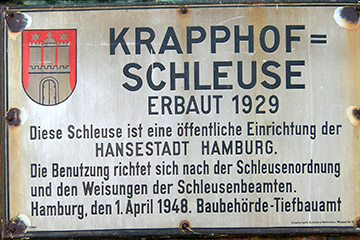 KRAPPHOF=
SCHLEUSE
ERBAUT 1929
Diese Schleuse ist eine öffentliche Einrichtung der
HANSESTADT HAMBURG.
Die Benutzung richtet sich nach der Schleusenordnung
und den Weisungen der Schleusenbeamten.
Hamburg, den 1. April 1948. Baubehörde-Tiefbauamt